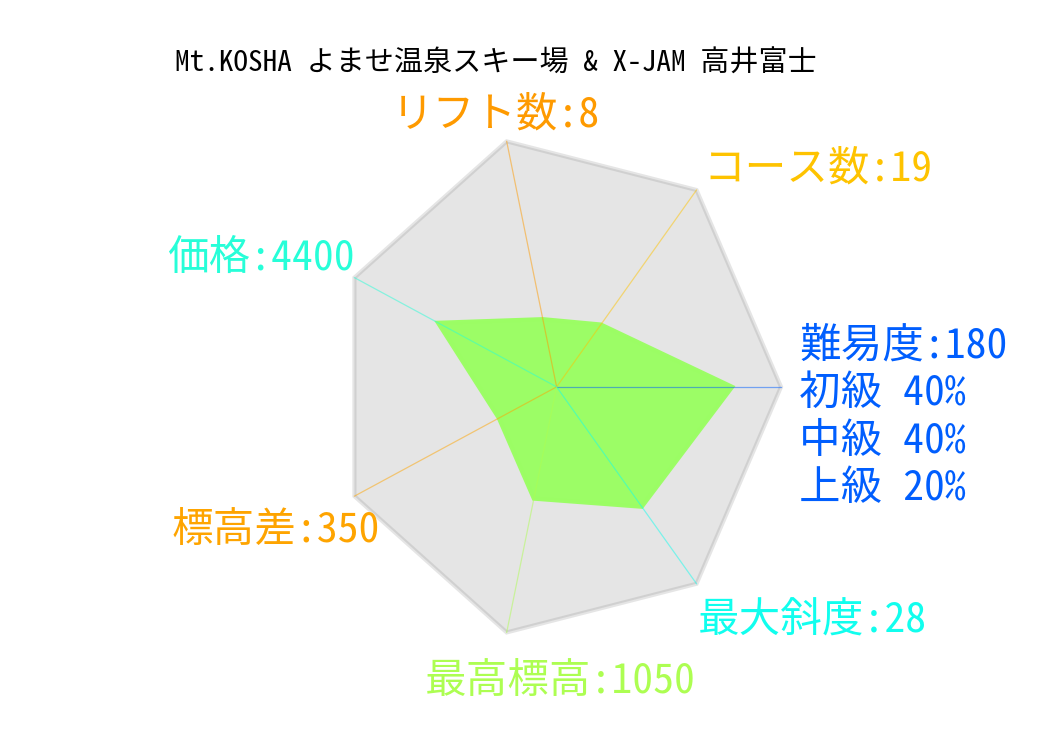 Mt.KOSHA よませ温泉スキー場 & X-JAM 高井富士
リフト数:8
コース数:19
価格:4400
難易度:180
初級 40%
中級 40%
上級 20%
標高差:350
最大斜度:28
最高標高:1050